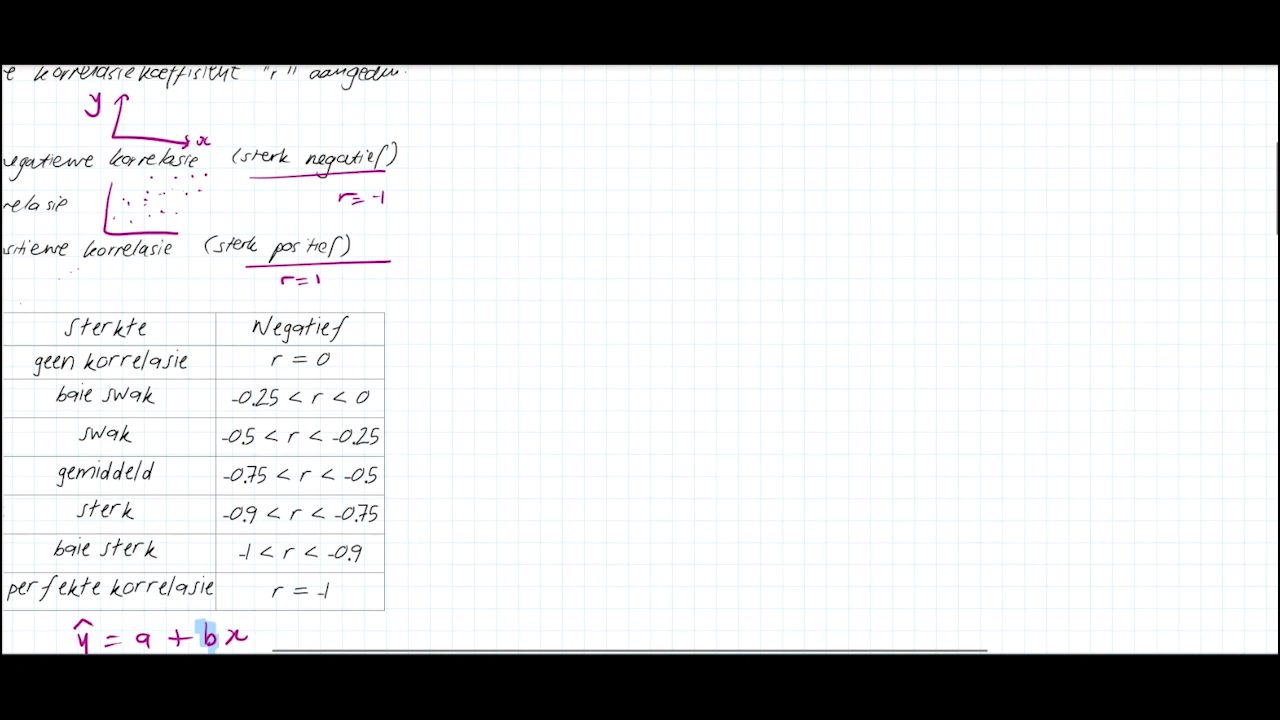 e korrelasiekoeffisiënt "r" aangedui.
y
x
negatiewe korrelasie (sterk negatief)
r = -1
relasie
sitiewe korrelasie (sterk positief)
r = 1
sterkte Negatief
geen korrelasie r = 0
baie swak -0.25 < r < 0
swak -0.5 < r < -0.25
gemiddeld -0.75 < r < -0.5
sterk -0.9 < r < -0.75
baie sterk -1 < r < -0.9
perfekte korrelasie r = -1
ŷ = a + bx